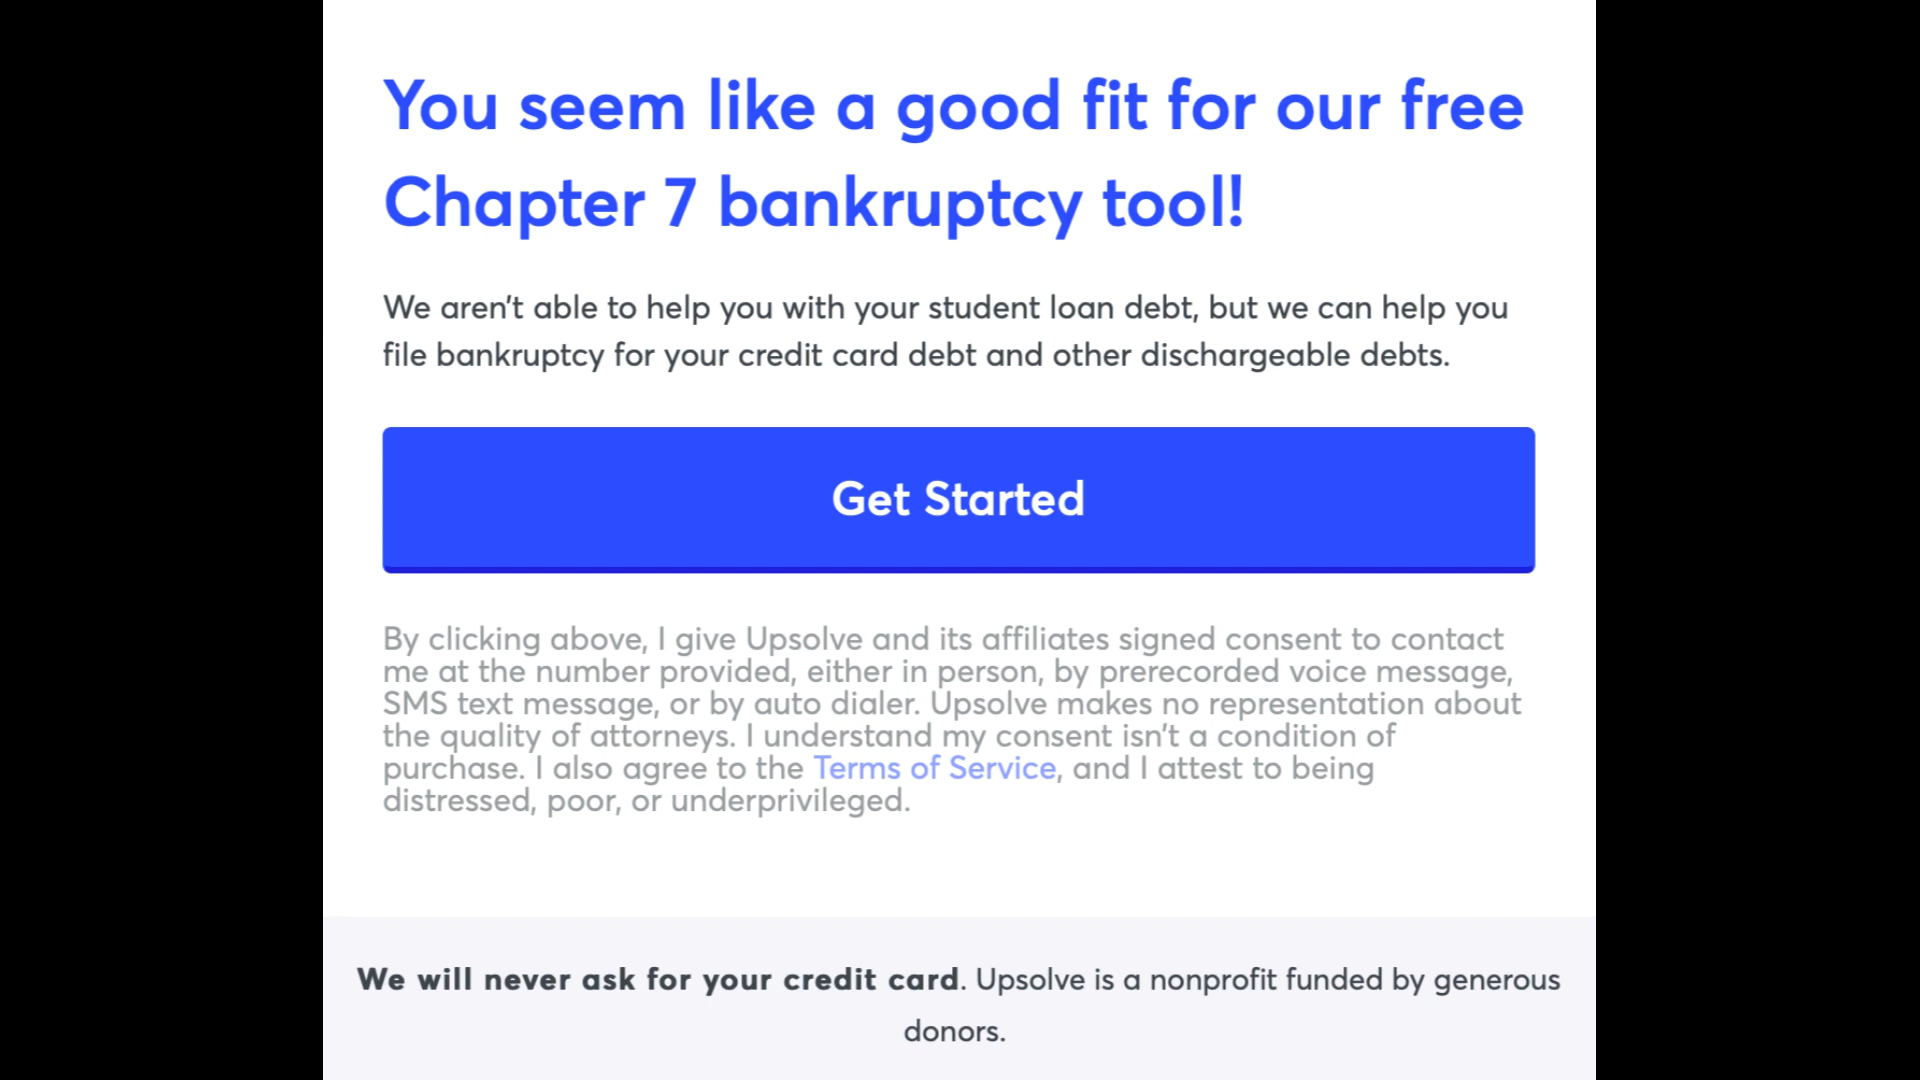 You seem like a good fit for our free
Chapter 7 bankruptcy tool!
We aren't able to help you with your student loan debt, but we can help you
file bankruptcy for your credit card debt and other dischargeable debts.
Get Started
By clicking above, I give Upsolve and its affiliates signed consent to contact
me at the number provided, either in person, by prerecorded voice message,
SMS text message, or by auto dialer. Upsolve makes no representation about
the quality of attorneys. I understand my consent isn't a condition of
purchase. I also agree to the Terms of Service, and I attest to being
distressed, poor, or underprivileged.
We will never ask for your credit card. Upsolve is a nonprofit funded by generous
donors.